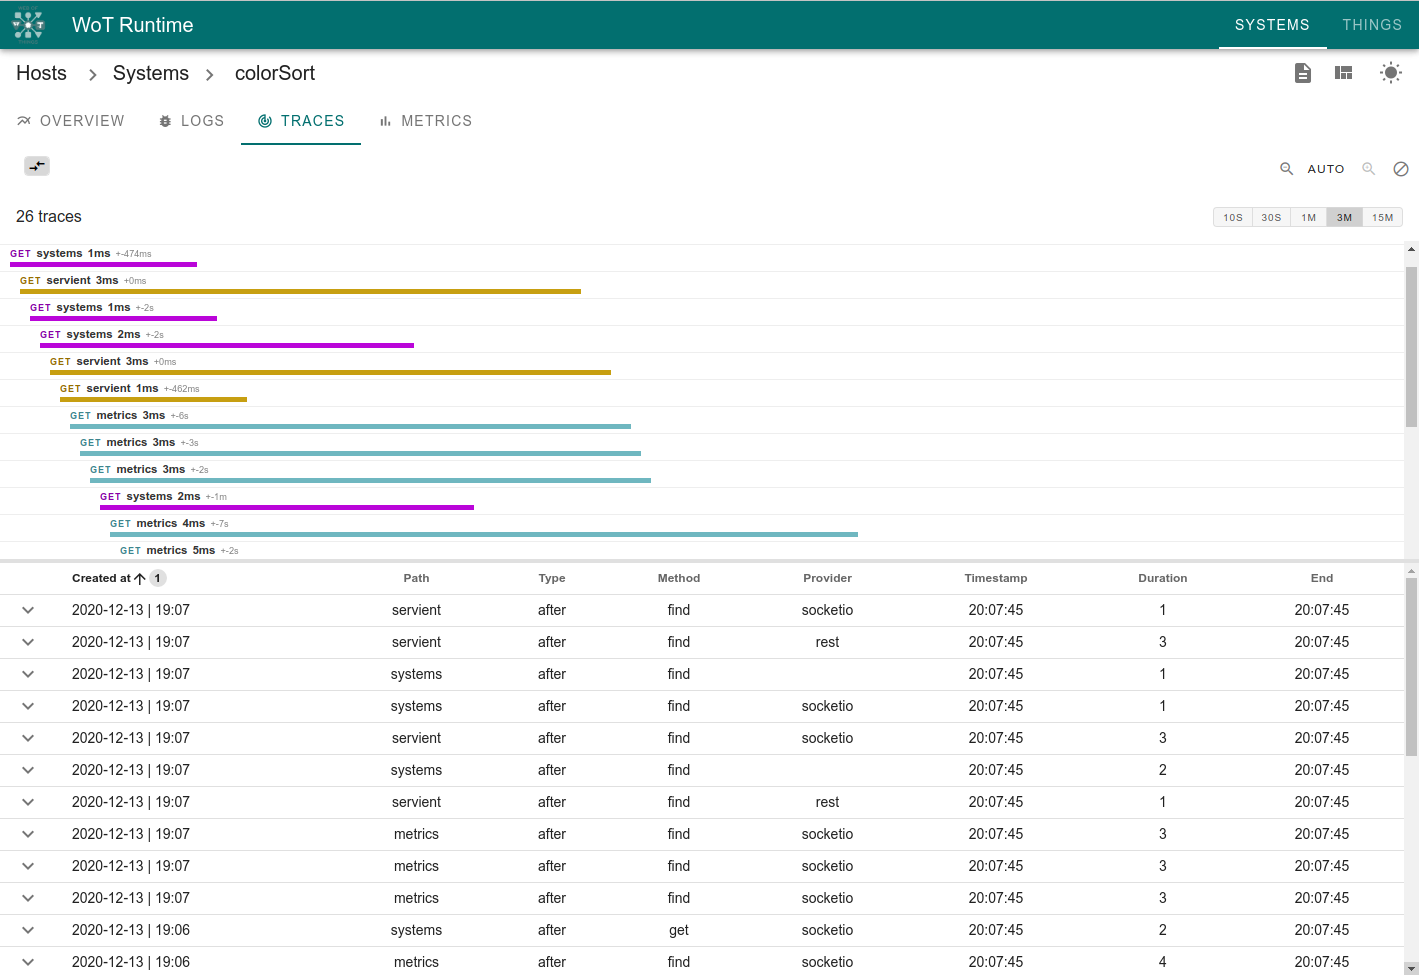 WoT Runtime SYSTEMS THINGS
Hosts Systems colorSort
OVERVIEW LOGS TRACES METRICS
AUTO
26 traces 10S 30S 1M 3M 15M
GET systems 1ms +-474ms
GET servient 3ms +0ms
GET systems 1ms +-2s
GET systems 2ms +-2s
GET servient 3ms +0ms
GET servient 1ms +-462ms
GET metrics 3ms +-6s
GET metrics 3ms +-3s
GET metrics 3ms +-2s
GET systems 2ms +-1m
GET metrics 4ms +-7s
GET metrics 5ms +-2s
Created at 1 Path Type Method Provider Timestamp Duration End
2020-12-13 | 19:07 servient after find socketio 20:07:45 1 20:07:45
2020-12-13 | 19:07 servient after find rest 20:07:45 3 20:07:45
2020-12-13 | 19:07 systems after find 20:07:45 1 20:07:45
2020-12-13 | 19:07 systems after find socketio 20:07:45 1 20:07:45
2020-12-13 | 19:07 servient after find socketio 20:07:45 3 20:07:45
2020-12-13 | 19:07 systems after find 20:07:45 2 20:07:45
2020-12-13 | 19:07 servient after find rest 20:07:45 1 20:07:45
2020-12-13 | 19:07 metrics after find socketio 20:07:45 3 20:07:45
2020-12-13 | 19:07 metrics after find socketio 20:07:45 3 20:07:45
2020-12-13 | 19:07 metrics after find socketio 20:07:45 3 20:07:45
2020-12-13 | 19:06 systems after get socketio 20:07:45 2 20:07:45
2020-12-13 | 19:06 metrics after find socketio 20:07:45 4 20:07:45